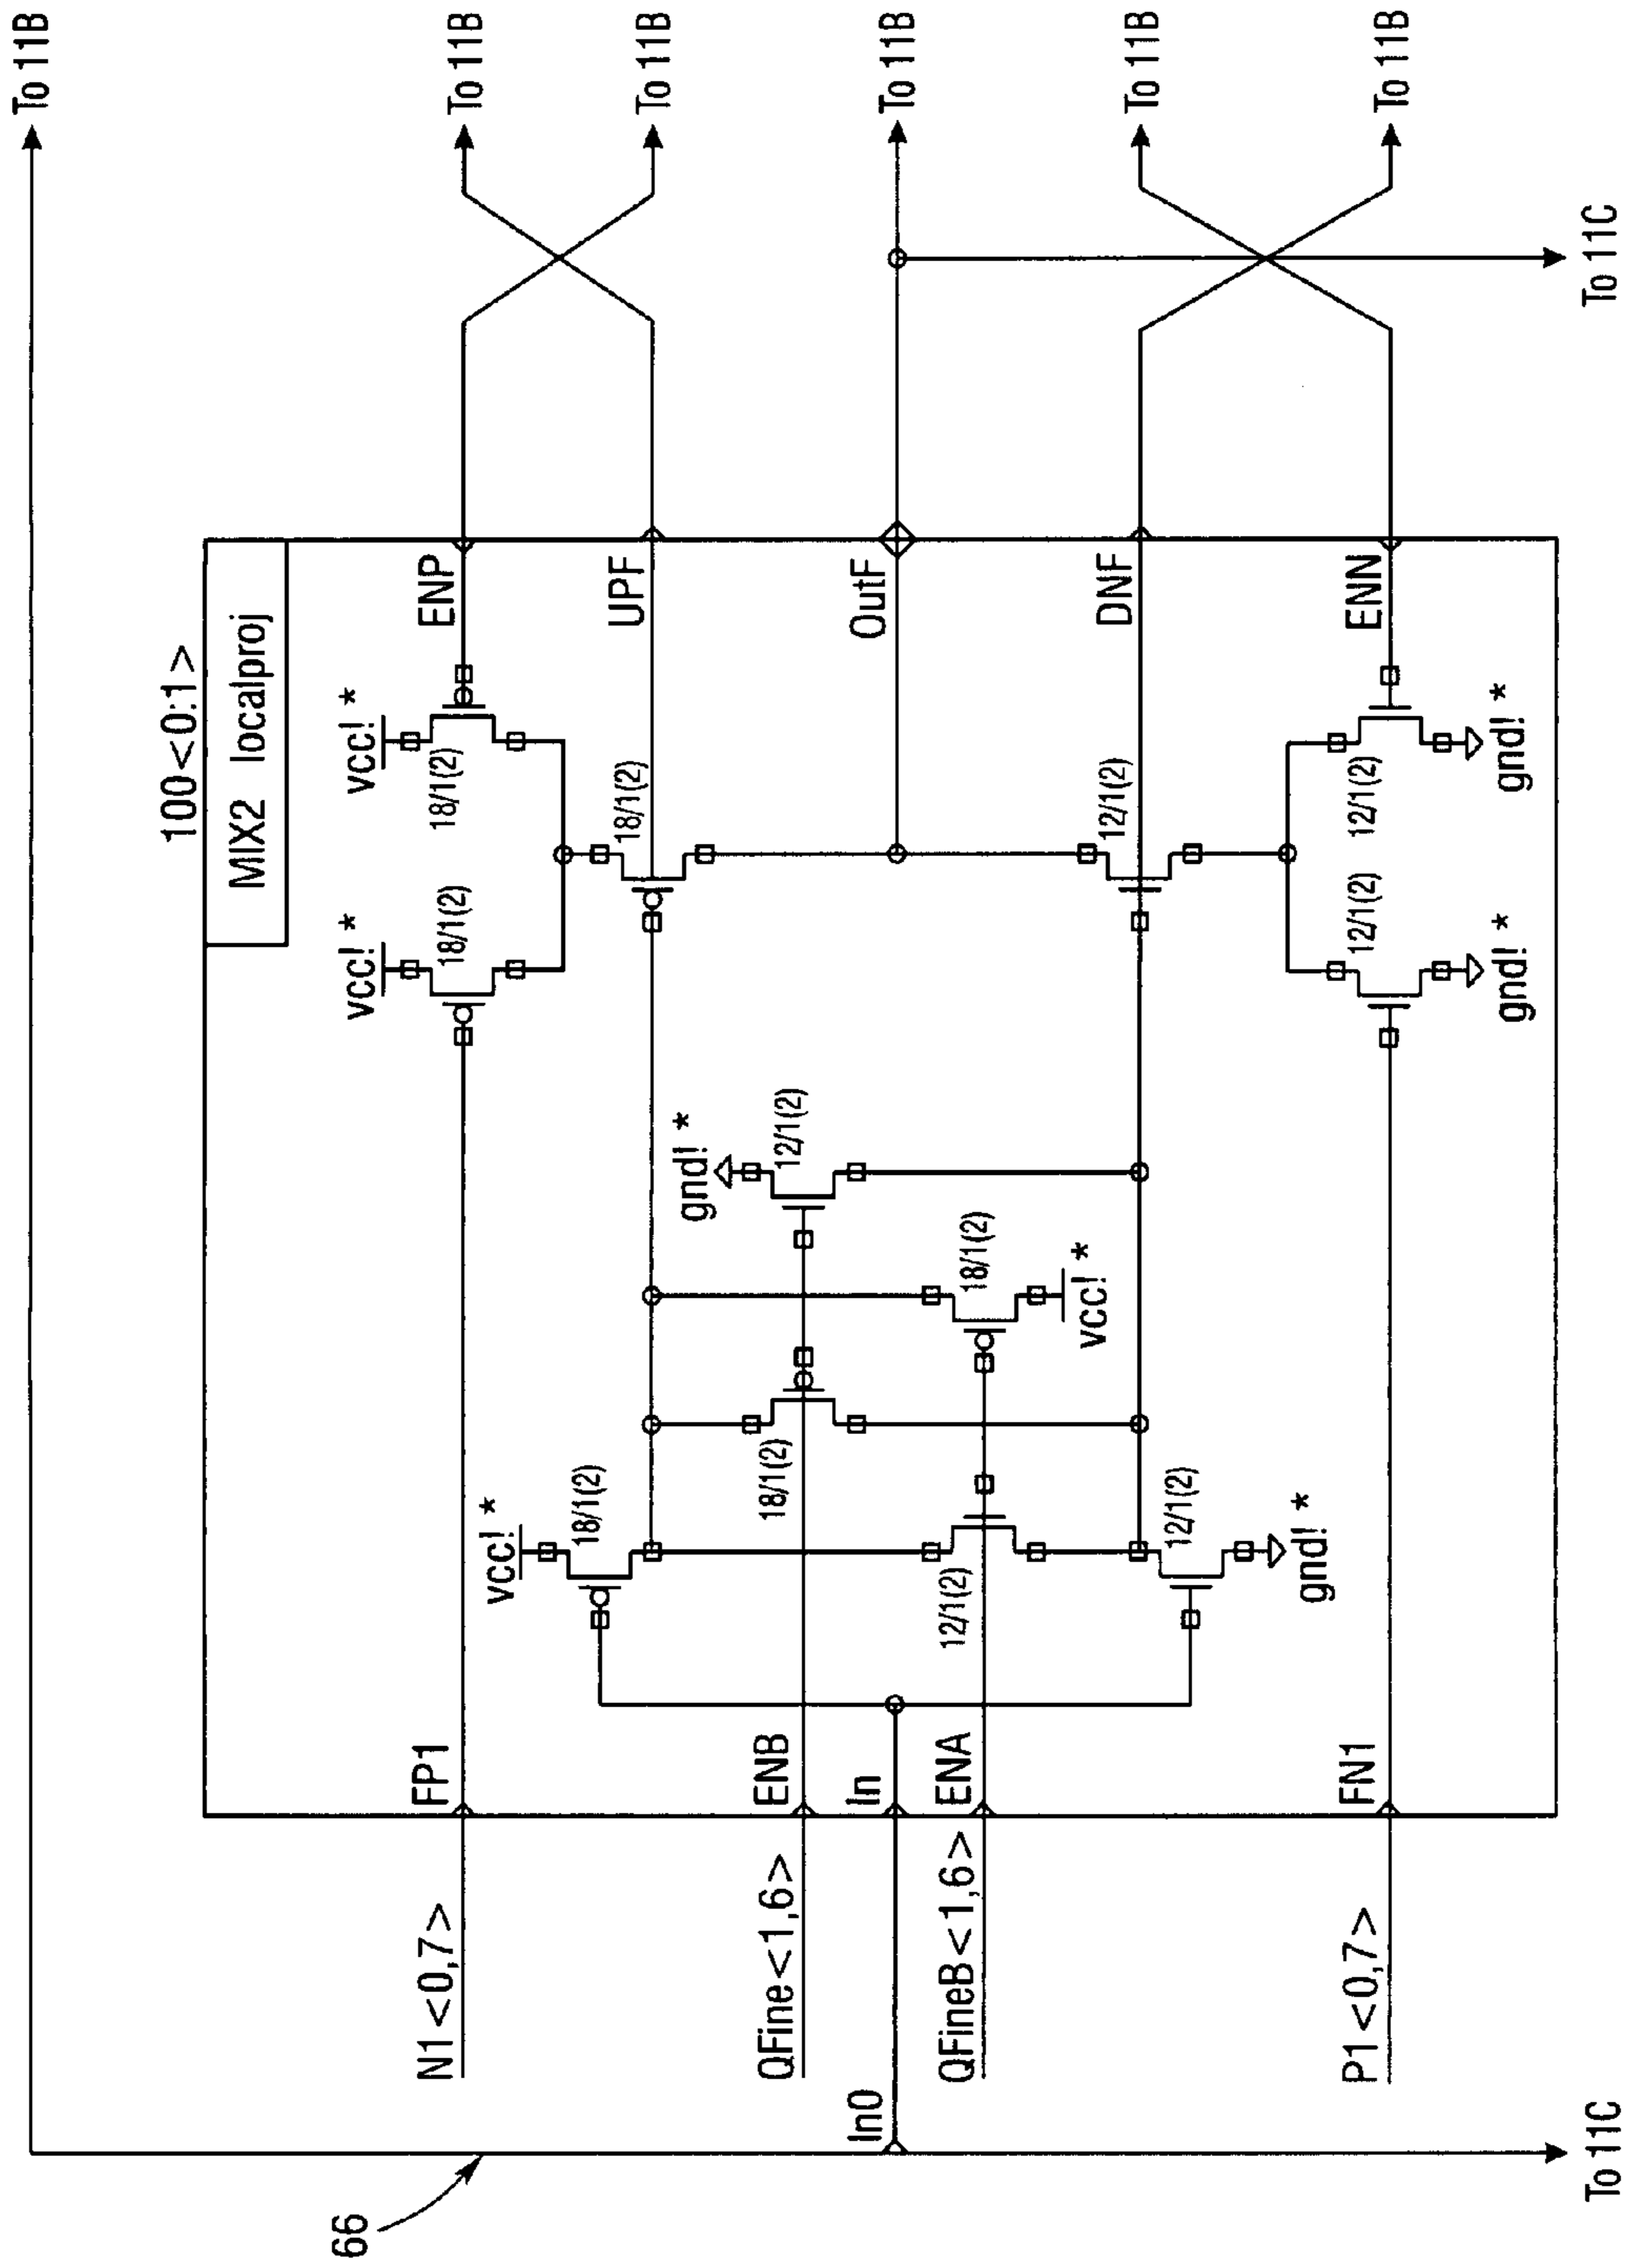 To 11B
To 11B
To 11B
To 11B
To 11B
To 11B
To 11C
100<0:1>
MIX2 localproj
ENP
UPF
OutF
DNF
ENN
vcc! *
18/1(2)
vcc! *
18/1(2)
18/1(2)
12/1(2)
12/1(2)
gnd! *
12/1(2)
gnd! *
gnd! *
12/1(2)
18/1(2)
vcc! *
18/1(2)
vcc! *
18/1(2)
12/1(2)
12/1(2)
gnd! *
FP1
ENB
In
ENA
FN1
N1<0,7>
QFine<1,6>
QFineB<1,6>
P1<0,7>
In0
66
To 11C